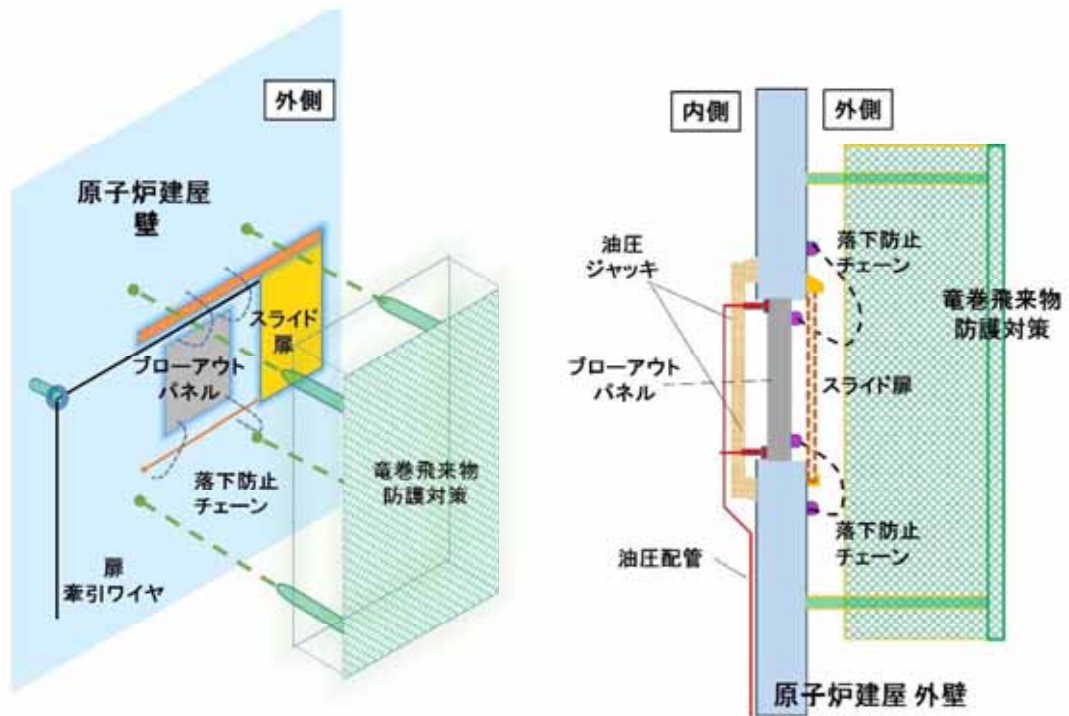 外側
原子炉建屋
壁
スライド
扉
ブローアウト
パネル
竜巻飛来物
防護対策
落下防止
チェーン
扉
牽引ワイヤ
内側
外側
油圧
ジャッキ
落下防止
チェーン
竜巻飛来物
防護対策
ブローアウト
パネル
スライド扉
落下防止
チェーン
油圧配管
原子炉建屋 外壁